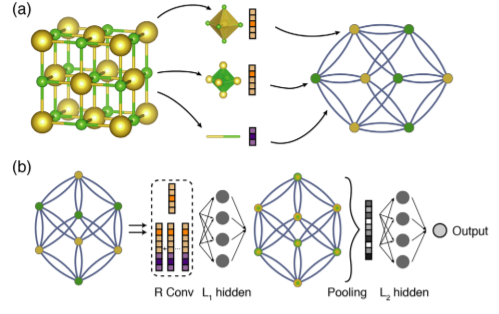 (a)
(b)
R Conv
L₁ hidden
Pooling
L₂ hidden
Output